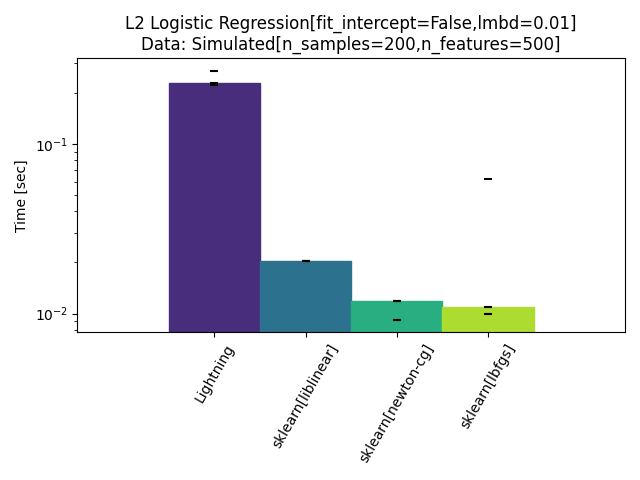 L2 Logistic Regression[fit_intercept=False,lmbd=0.01]
Data: Simulated[n_samples=200,n_features=500]
Time [sec]
10⁻¹
10⁻²
Lightning
sklearn[liblinear]
sklearn[newton-cg]
sklearn[lbfgs]